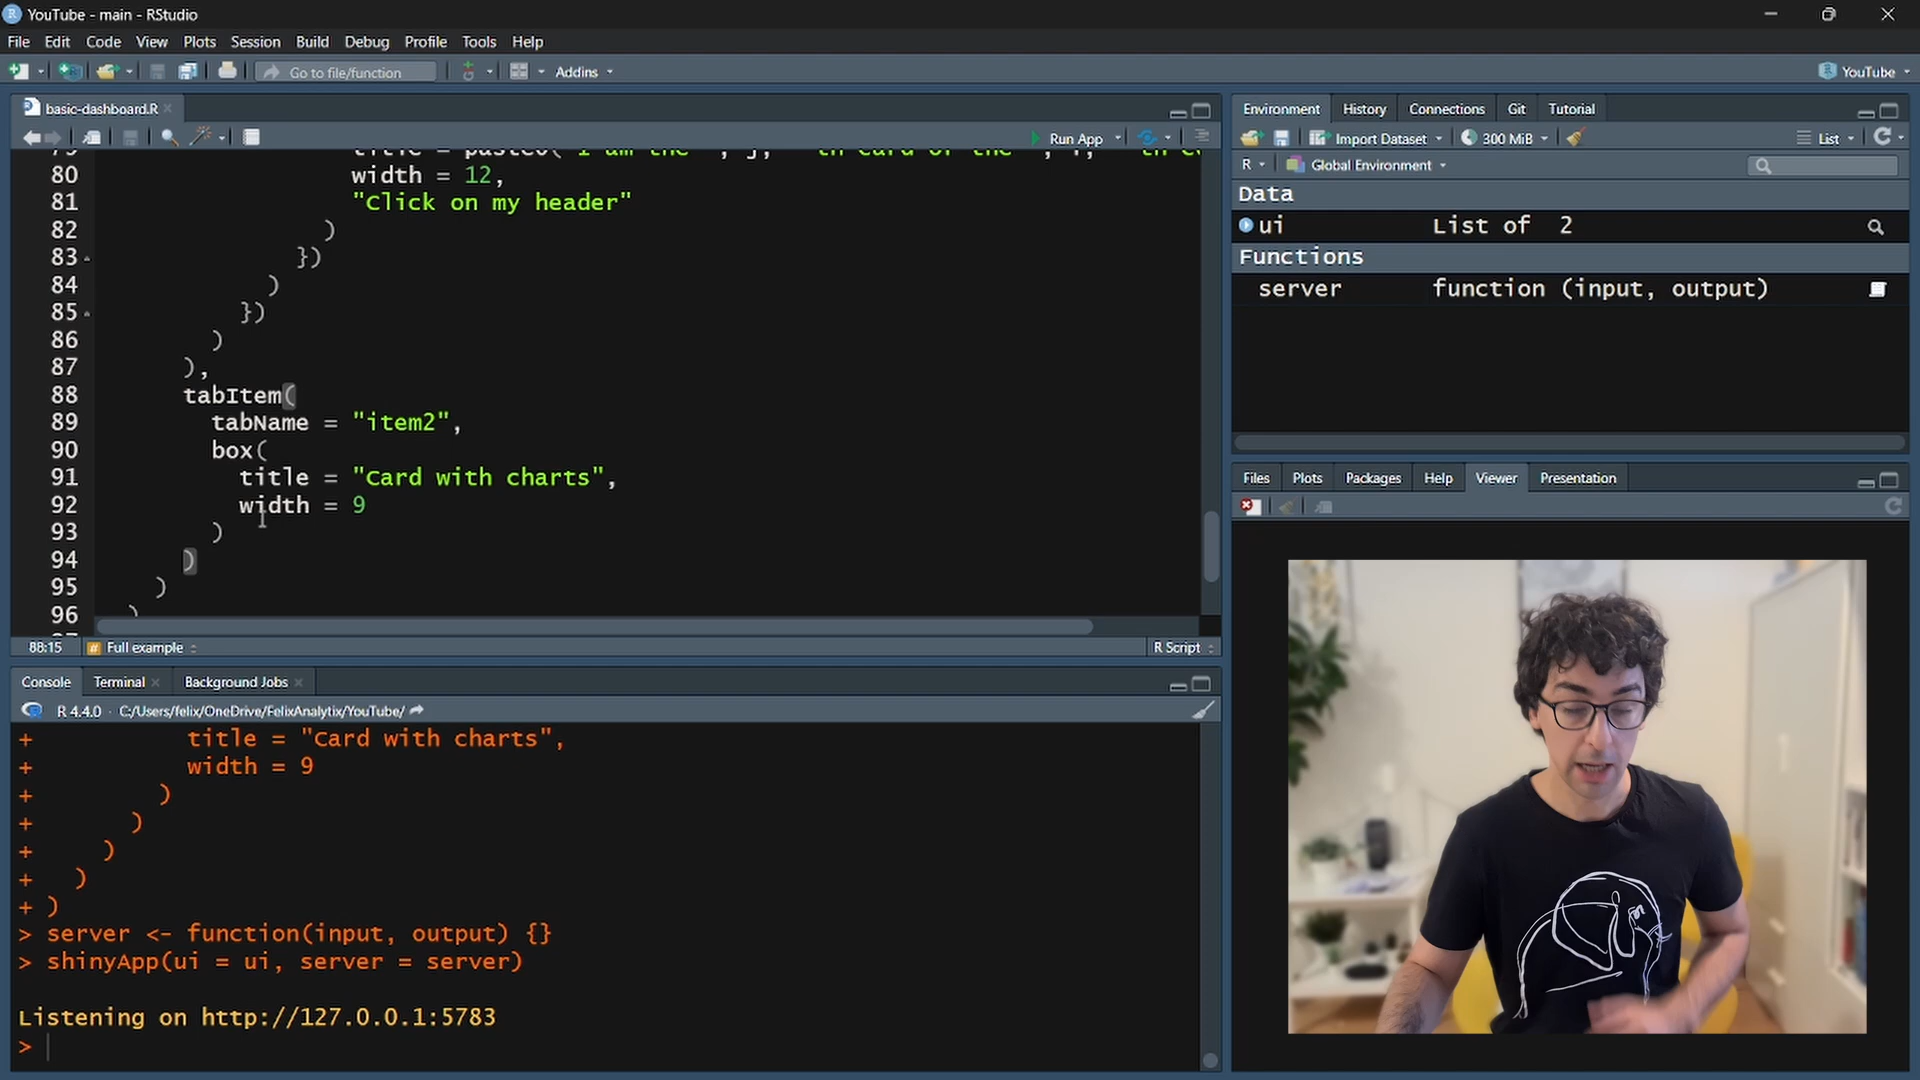 YouTube - main - RStudio
File Edit Code View Plots Session Build Debug Profile Tools Help
Go to file/function Addins YouTube
basic-dashboard.R
Run App
80 width = 12,
81 "Click on my header"
82 )
83 })
84 )
85 })
86 )
87 ),
88 tabItem(
89 tabName = "item2",
90 box(
91 title = "Card with charts",
92 width = 9
93 )
94 )
95 )
96 )
88:15 # Full example R Script
Console Terminal Background Jobs
R 4.4.0 · C:/Users/felix/OneDrive/FelixAnalytix/YouTube/
+ title = "Card with charts",
+ width = 9
+ )
+ )
+ )
+ )
+ )
> server <- function(input, output) {}
> shinyApp(ui = ui, server = server)
Listening on http://127.0.0.1:5783
>
Environment History Connections Git Tutorial
Import Dataset 300 MiB List
R Global Environment
Data
ui List of 2
Functions
server function (input, output)
Files Plots Packages Help Viewer Presentation